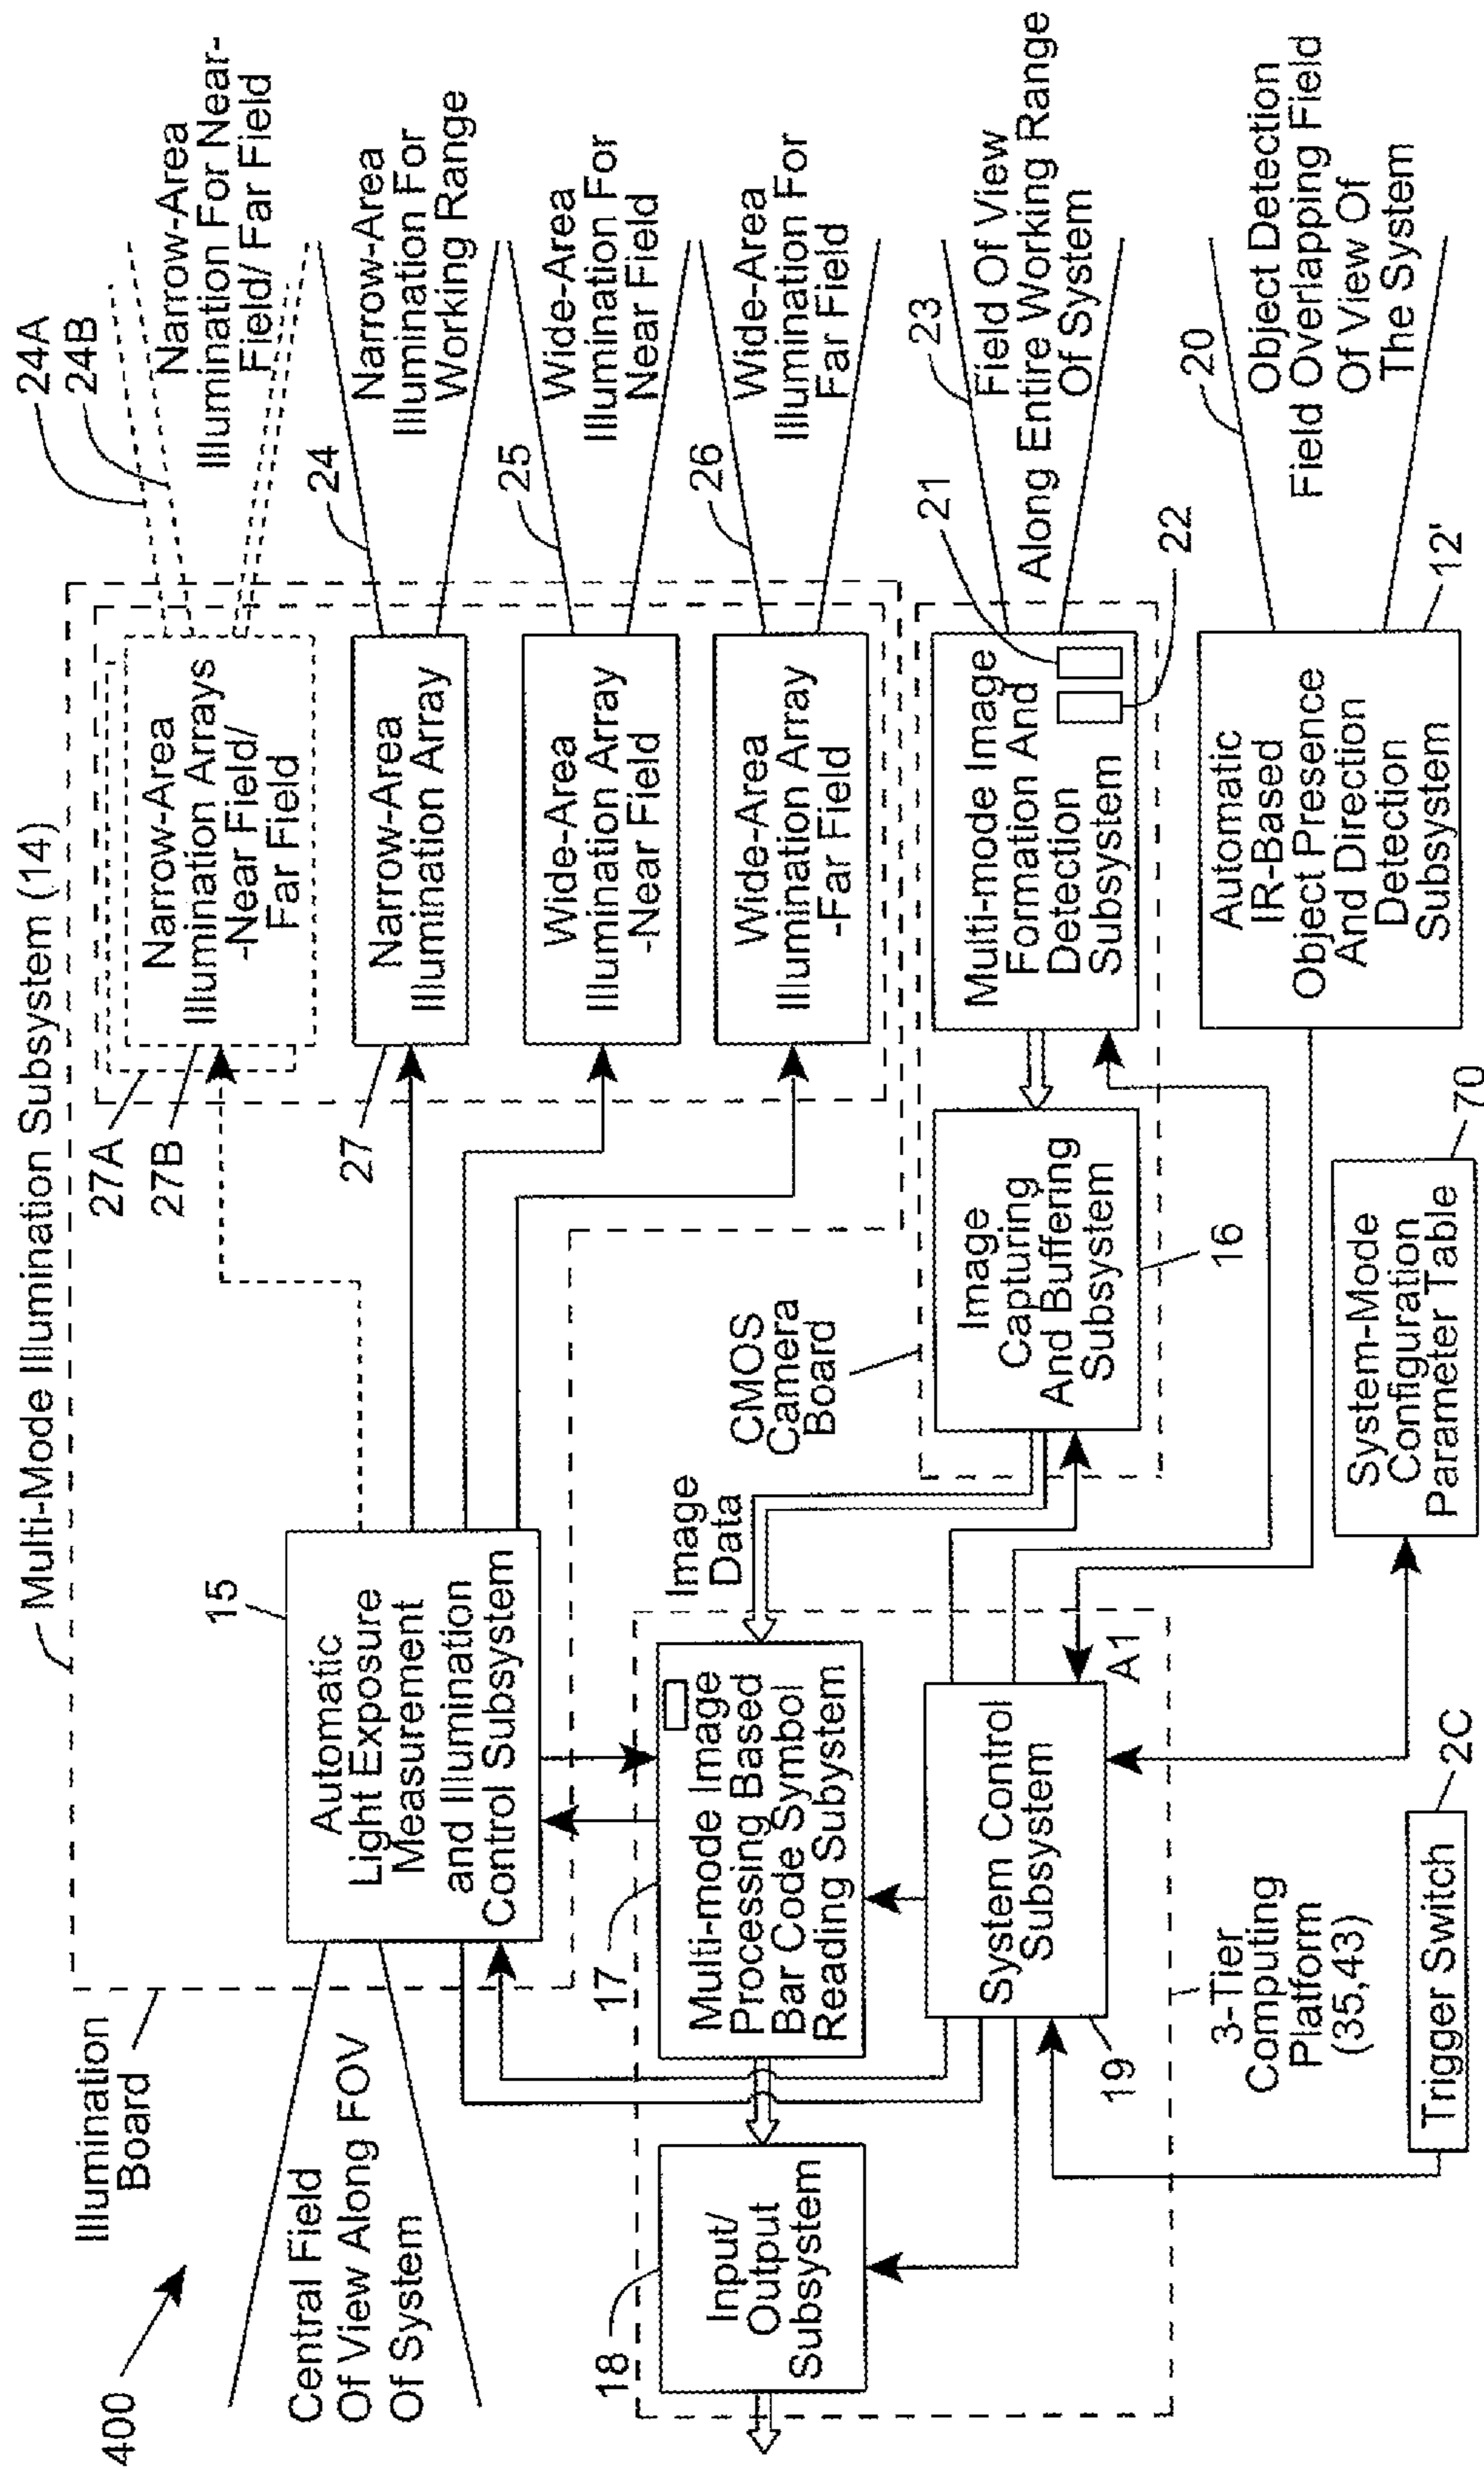 Multi-Mode Illumination Subsystem (14)
400
Illumination
Board
Central Field
Of View Along FOV
Of System
15
Automatic
Light Exposure
Measurement
and Illumination
Control Subsystem
27A
27B
Narrow-Area
Illumination Arrays
-Near Field/
Far Field
24A
24B
Narrow-Area
Illumination For Near-
Field/ Far Field
27
Narrow-Area
Illumination Array
24
Narrow-Area
Illumination For
Working Range
Wide-Area
Illumination Array
-Near Field
25
Wide-Area
Illumination For
Near Field
Wide-Area
Illumination Array
-Far Field
26
Wide-Area
Illumination For
Far Field
18
Input/
Output
Subsystem
17
Multi-mode Image
Processing Based
Bar Code Symbol
Reading Subystem
Image
Data
CMOS
Camera
Board
Image
Capturing
And Buffering
Subsystem
16
Multi-mode Image
Formation And
Detection
Subsystem
21
22
23
Field Of View
Along Entire Working Range
Of System
19
System Control
Subsystem
A1
3-Tier
Computing
Platform
(35,43)
Automatic
IR-Based
Object Presence
And Direction
Detection
Subsystem
12'
20
Object Detection
Field Overlapping Field
Of View Of
The System
Trigger Switch
2C
System-Mode
Configuration
Parameter Table
70